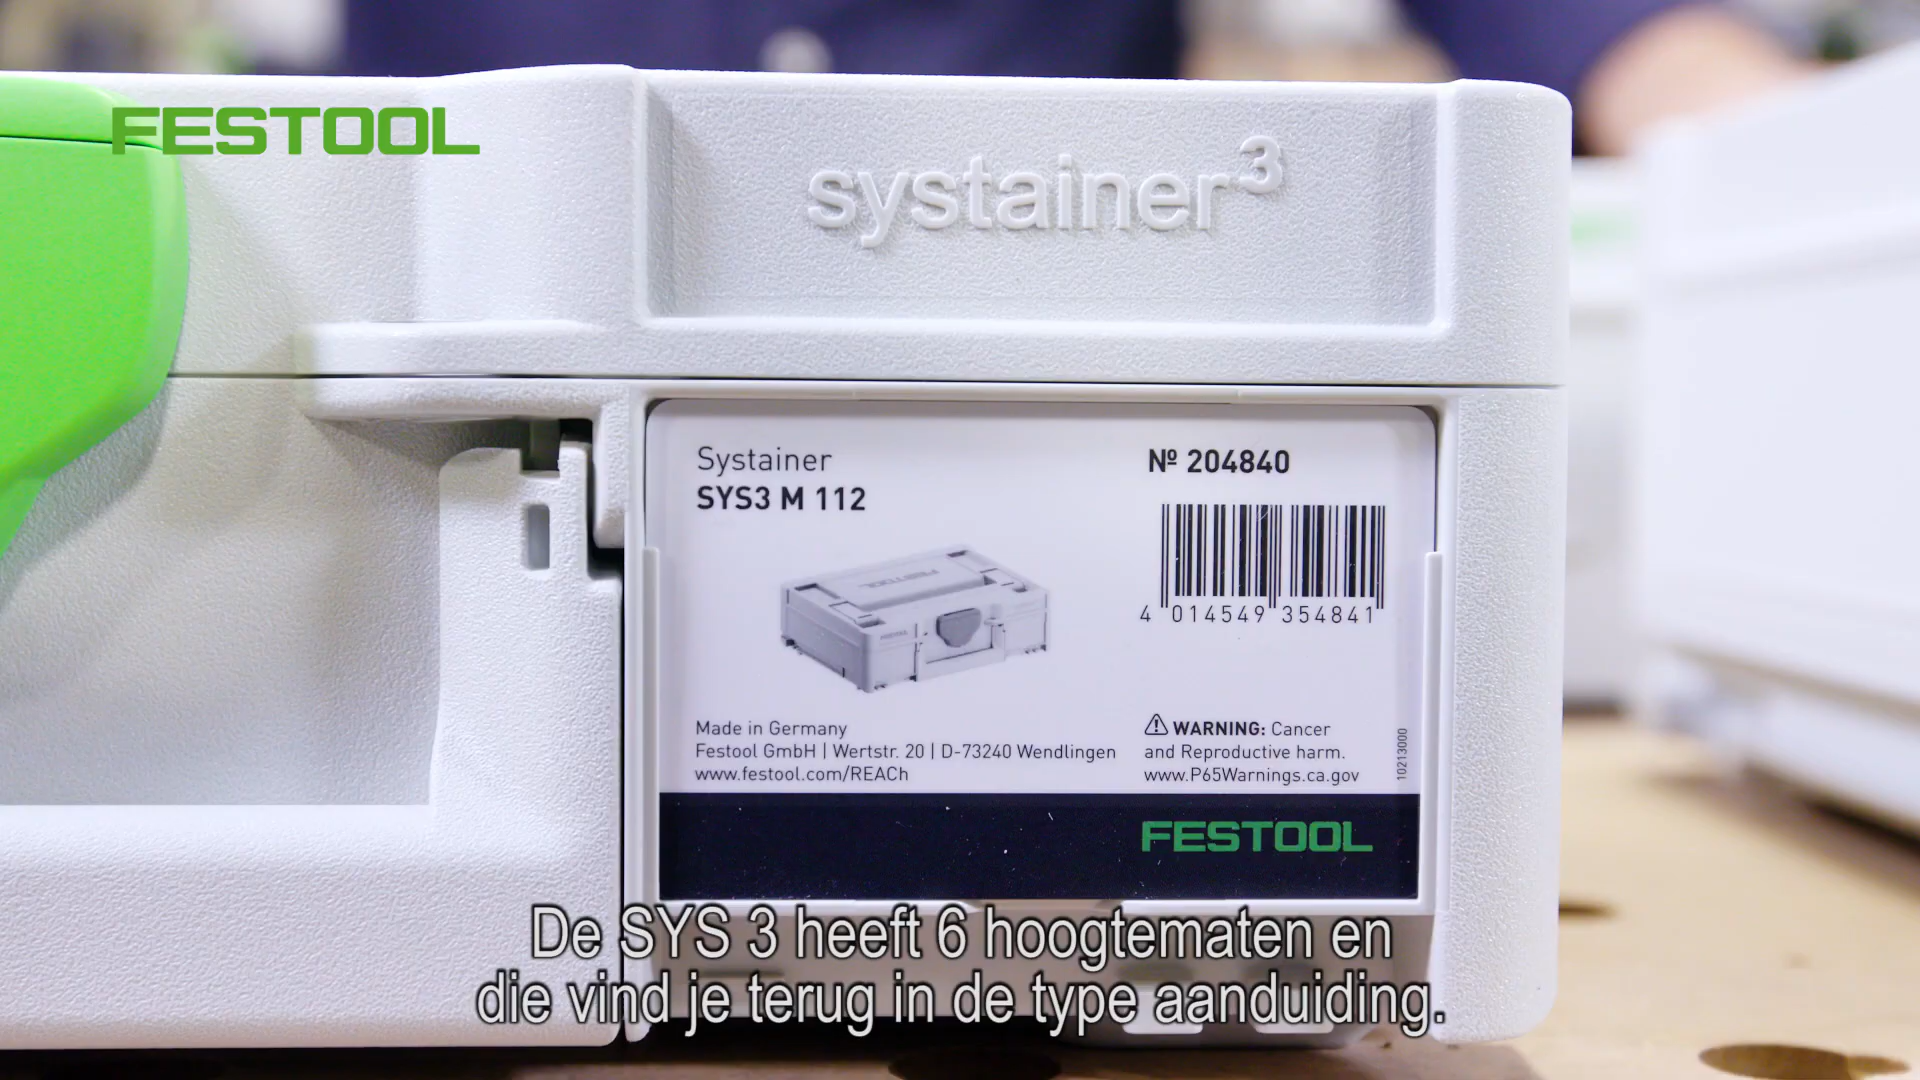 FESTOOL
systainer³
Systainer
SYS3 M 112
№ 204840
4 014549 354841
FESTOOL
Made in Germany
Festool GmbH | Wertstr. 20 | D-73240 Wendlingen
www.festool.com/REACh
⚠ WARNING: Cancer
and Reproductive harm.
www.P65Warnings.ca.gov
10213000
FESTOOL
De SYS 3 heeft 6 hoogtematen en
die vind je terug in de type aanduiding.